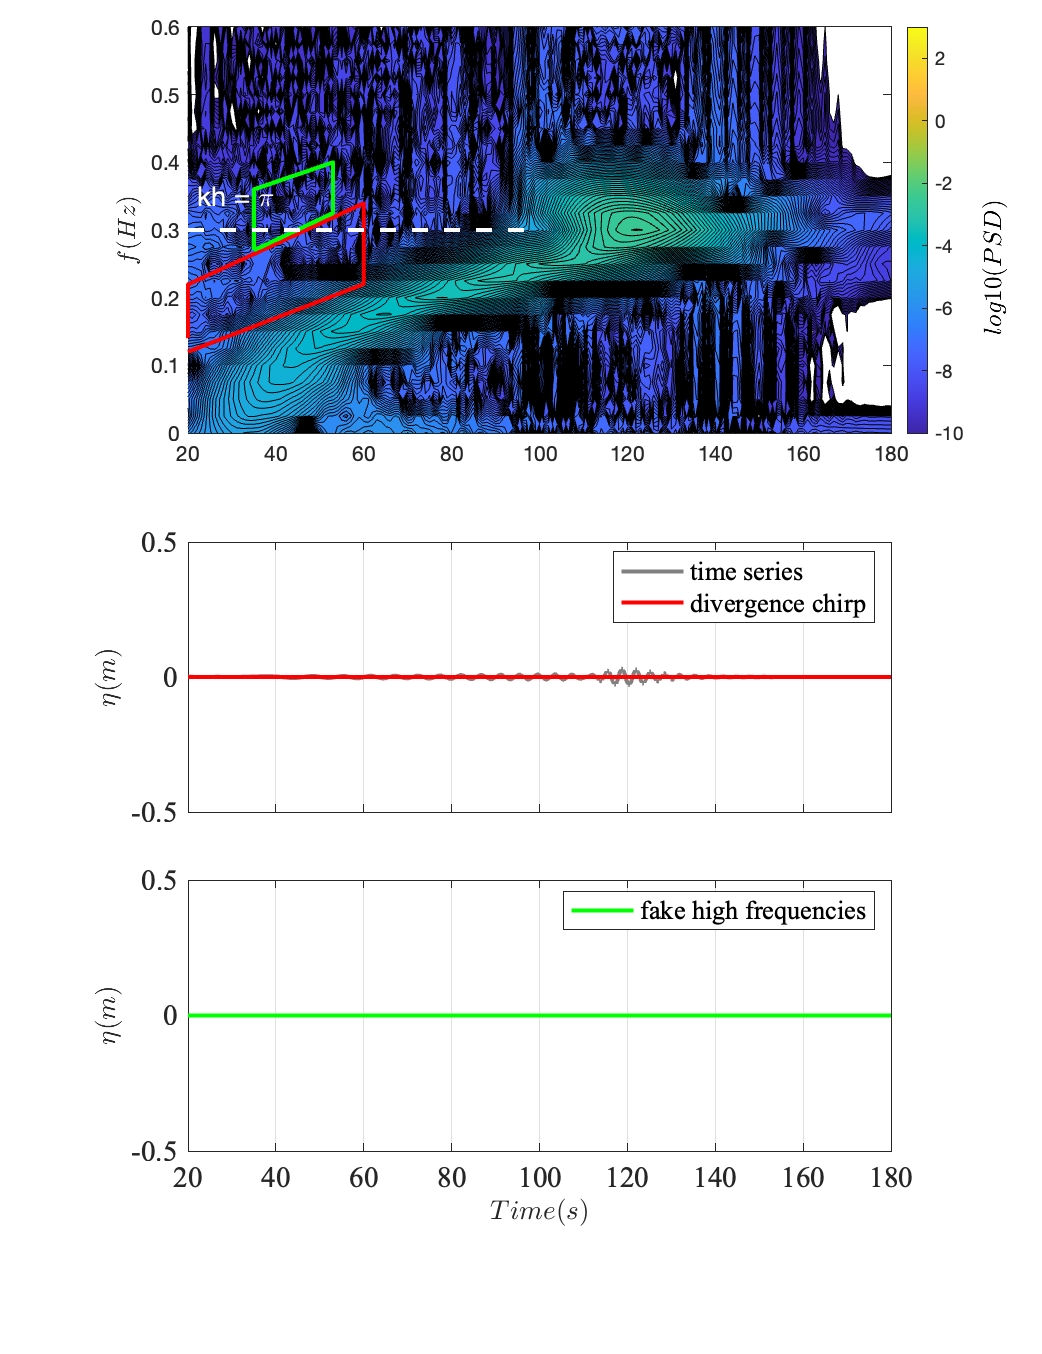 0.6
0.5
0.4
0.3
0.2
0.1
0
f(Hz)
kh = π
20 40 60 80 100 120 140 160 180
2
0
-2
-4
-6
-8
-10
log10(PSD)
0.5
0
-0.5
η(m)
time series
divergence chirp
0.5
0
-0.5
η(m)
fake high frequencies
20 40 60 80 100 120 140 160 180
Time(s)